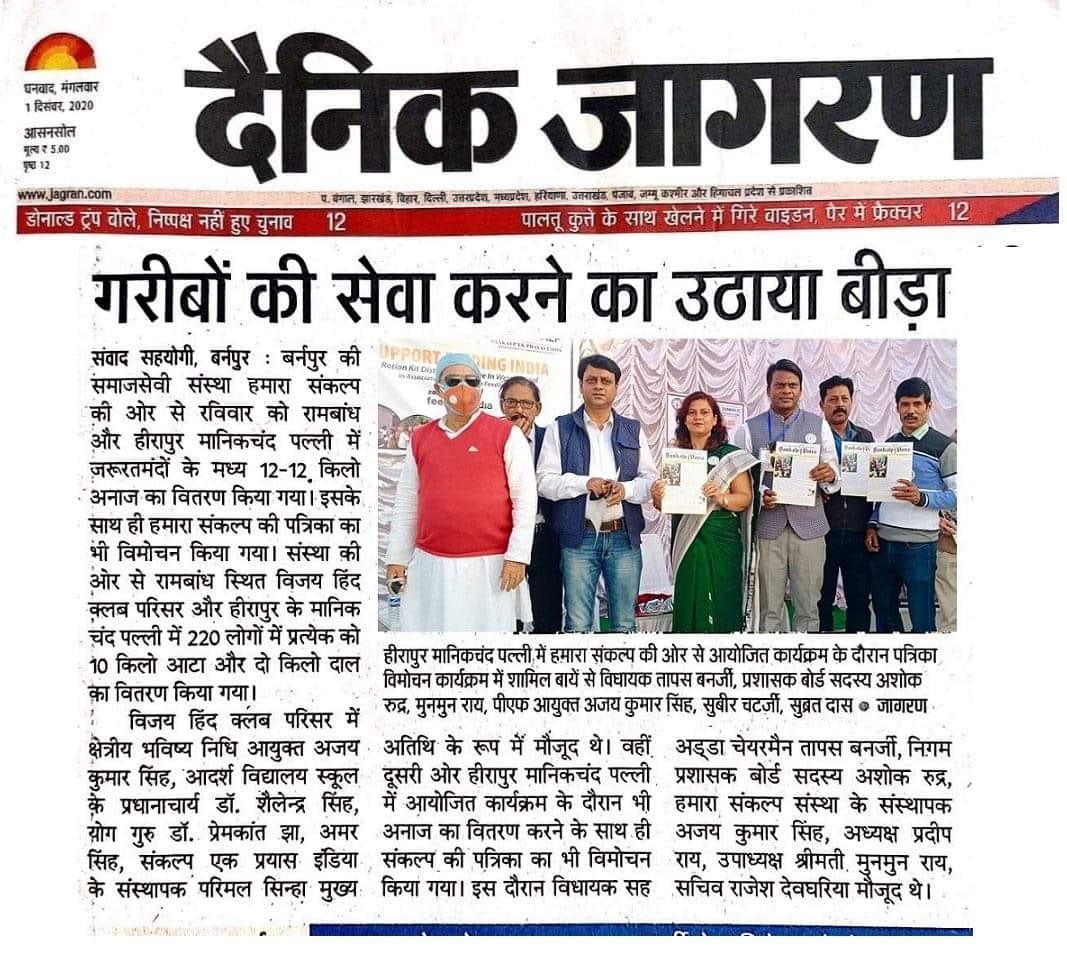 धनबाद, मंगलवार
1 दिसंबर, 2020
आसनसोल
मूल्य ₹ 5.00
पृष्ठ 12
www.jagran.com
दैनिक जागरण
प. बंगाल, झारखंड, बिहार, दिल्ली, उत्तरप्रदेश, मध्यप्रदेश, हरियाणा, उत्तराखंड, पंजाब, जम्मू कश्मीर और हिमाचल प्रदेश से प्रकाशित
डोनाल्ड ट्रंप बोले, निष्पक्ष नहीं हुए चुनाव 12
पालतू कुत्ते के साथ खेलने में गिरे बाइडन, पैर में फ्रैक्चर 12
गरीबों की सेवा करने का उठाया बीड़ा
संवाद सहयोगी, बर्नपुर : बर्नपुर की
समाजसेवी संस्था हमारा संकल्प
की ओर से रविवार को रामबांध
और हीरापुर मानिकचंद पल्ली में
जरूरतमंदों के मध्य 12-12 किलो
अनाज का वितरण किया गया। इसके
साथ ही हमारा संकल्प की पत्रिका का
भी विमोचन किया गया। संस्था की
ओर से रामबांध स्थित विजय हिंद
क्लब परिसर और हीरापुर के मानिक
चंद पल्ली में 220 लोगों में प्रत्येक को
10 किलो आटा और दो किलो दाल
का वितरण किया गया।
विजय हिंद क्लब परिसर में
क्षेत्रीय भविष्य निधि आयुक्त अजय
कुमार सिंह, आदर्श विद्यालय स्कूल
के प्रधानाचार्य डॉ. शैलेन्द्र सिंह,
योग गुरु डॉ. प्रेमकांत झा, अमर
सिंह, संकल्प एक प्रयास इंडिया
के संस्थापक परिमल सिन्हा मुख्य
UPPORT FEEDING INDIA
हीरापुर मानिकचंद पल्ली में हमारा संकल्प की ओर से आयोजित कार्यक्रम के दौरान पत्रिका
विमोचन कार्यक्रम में शामिल बायें से विधायक तापस बनर्जी, प्रशासक बोर्ड सदस्य अशोक
रुद्र, मुनमुन राय, पीएफ आयुक्त अजय कुमार सिंह, सुबीर चटर्जी, सुब्रत दास ● जागरण
अतिथि के रूप में मौजूद थे। वहीं
दूसरी ओर हीरापुर मानिकचंद पल्ली
में आयोजित कार्यक्रम के दौरान भी
अनाज का वितरण करने के साथ ही
संकल्प की पत्रिका का भी विमोचन
किया गया। इस दौरान विधायक सह
अड्डा चेयरमैन तापस बनर्जी, निगम
प्रशासक बोर्ड सदस्य अशोक रुद्र,
हमारा संकल्प संस्था के संस्थापक
अजय कुमार सिंह, अध्यक्ष प्रदीप
राय, उपाध्यक्ष श्रीमती मुनमुन राय,
सचिव राजेश देवघरिया मौजूद थे।